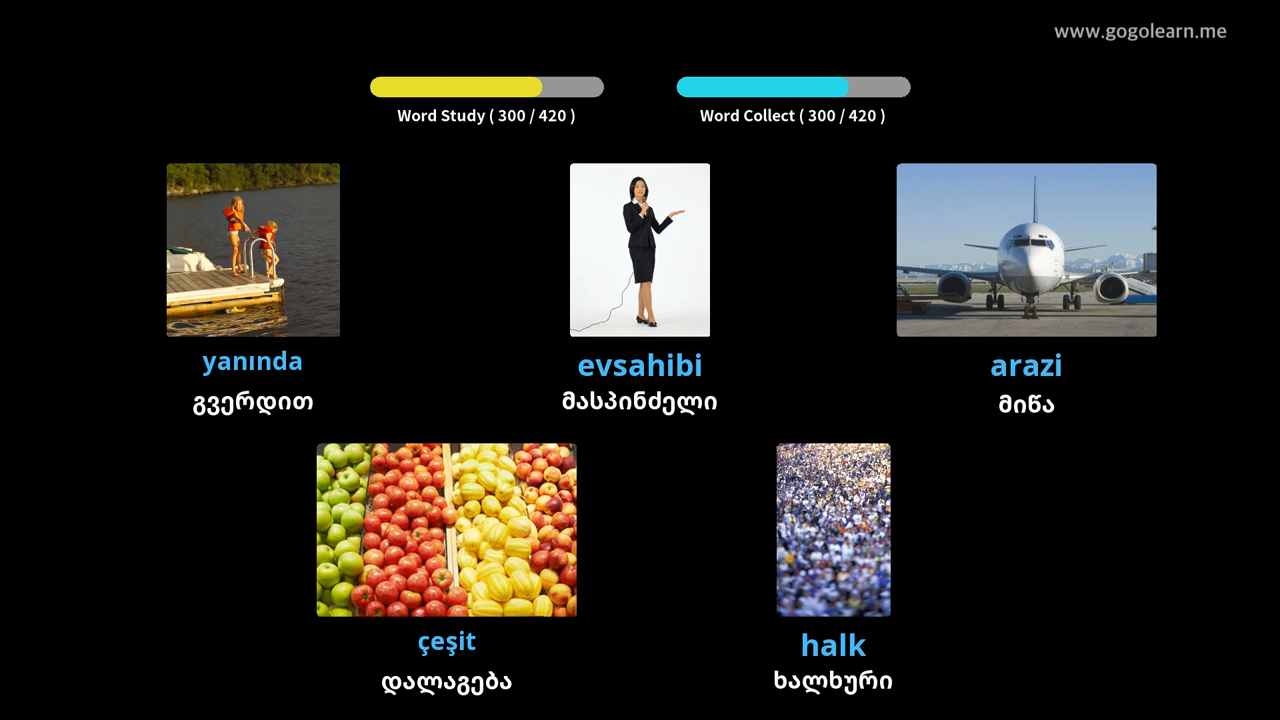 www.gogolearn.me
Word Study ( 300 / 420 )
Word Collect ( 300 / 420 )
yanında
გვერდით
evsahibi
მასპინძელი
arazi
მიწა
çeşit
დალაგება
halk
ხალხური